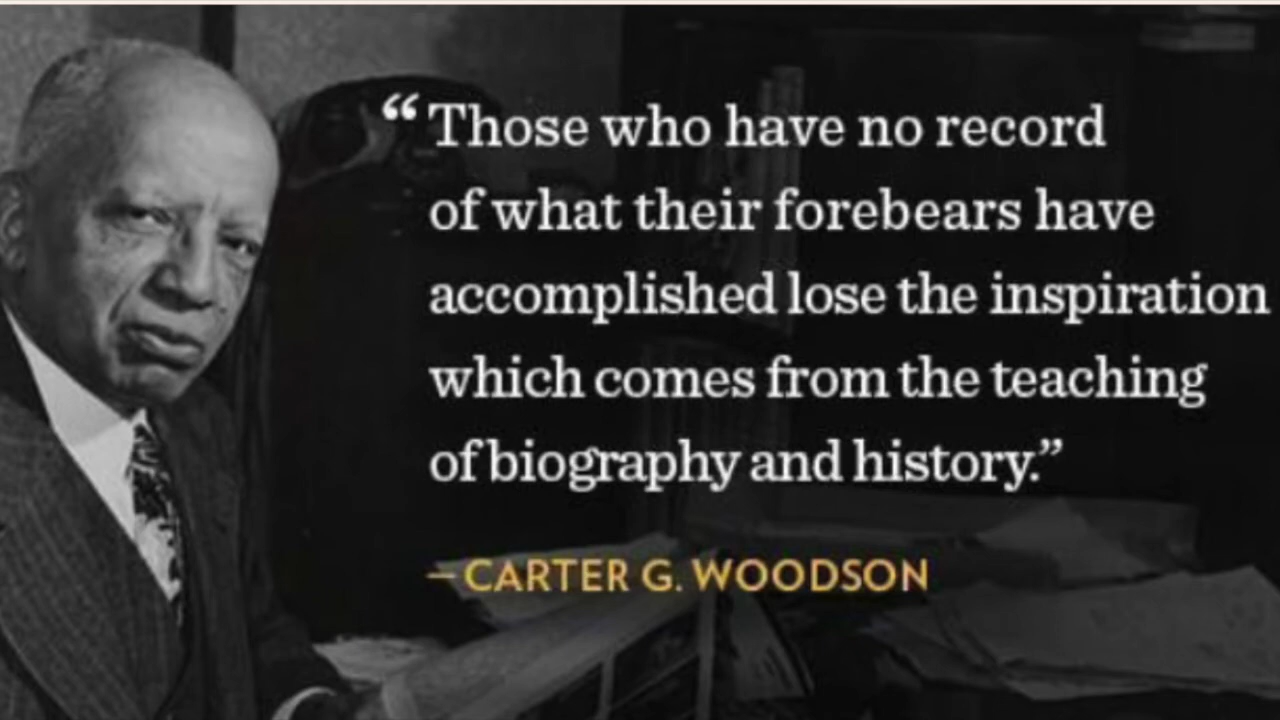 “Those who have no record
of what their forebears have
accomplished lose the inspiration
which comes from the teaching
of biography and history.”
– CARTER G. WOODSON